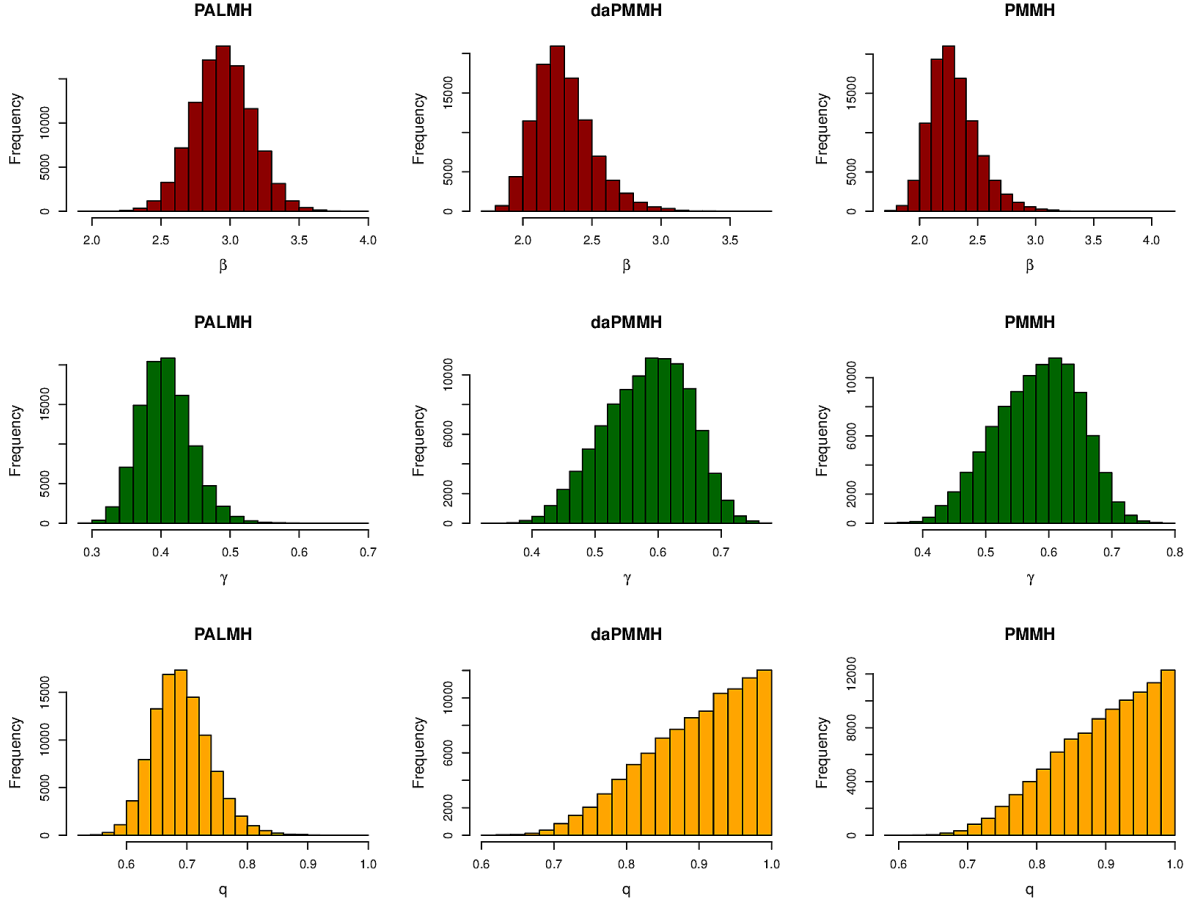 PALMH
Frequency
0 5000 10000
2.0 2.5 3.0 3.5 4.0
β
daPMMH
Frequency
0 5000 15000
2.0 2.5 3.0 3.5
β
PMMH
Frequency
0 5000 15000
2.0 2.5 3.0 3.5 4.0
β
PALMH
Frequency
0 5000 15000
0.3 0.4 0.5 0.6 0.7
γ
daPMMH
Frequency
0 2000 6000 10000
0.4 0.5 0.6 0.7
γ
PMMH
Frequency
0 2000 6000 10000
0.4 0.5 0.6 0.7 0.8
γ
PALMH
Frequency
0 5000 10000 15000
0.6 0.7 0.8 0.9 1.0
q
daPMMH
Frequency
0 2000 6000 10000
0.6 0.7 0.8 0.9 1.0
q
PMMH
Frequency
0 4000 8000 12000
0.6 0.7 0.8 0.9 1.0
q